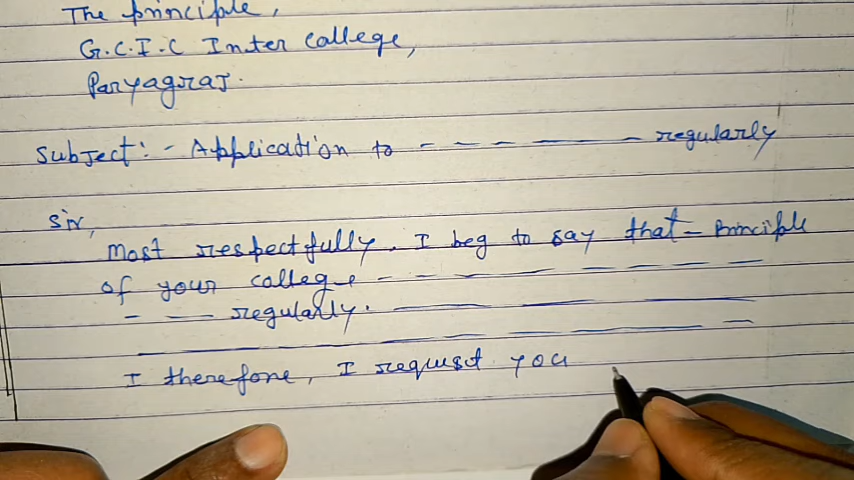 The principle,
G.C.I.C Inter college,
Paryagraj.
Subject:- Application to - - - - - - regularly
Sir,
Most respectfully. I beg to say that - principle
of your college - - - - - - - -
- - - regularly. - - - -
- - - - -
I therefore, I request you